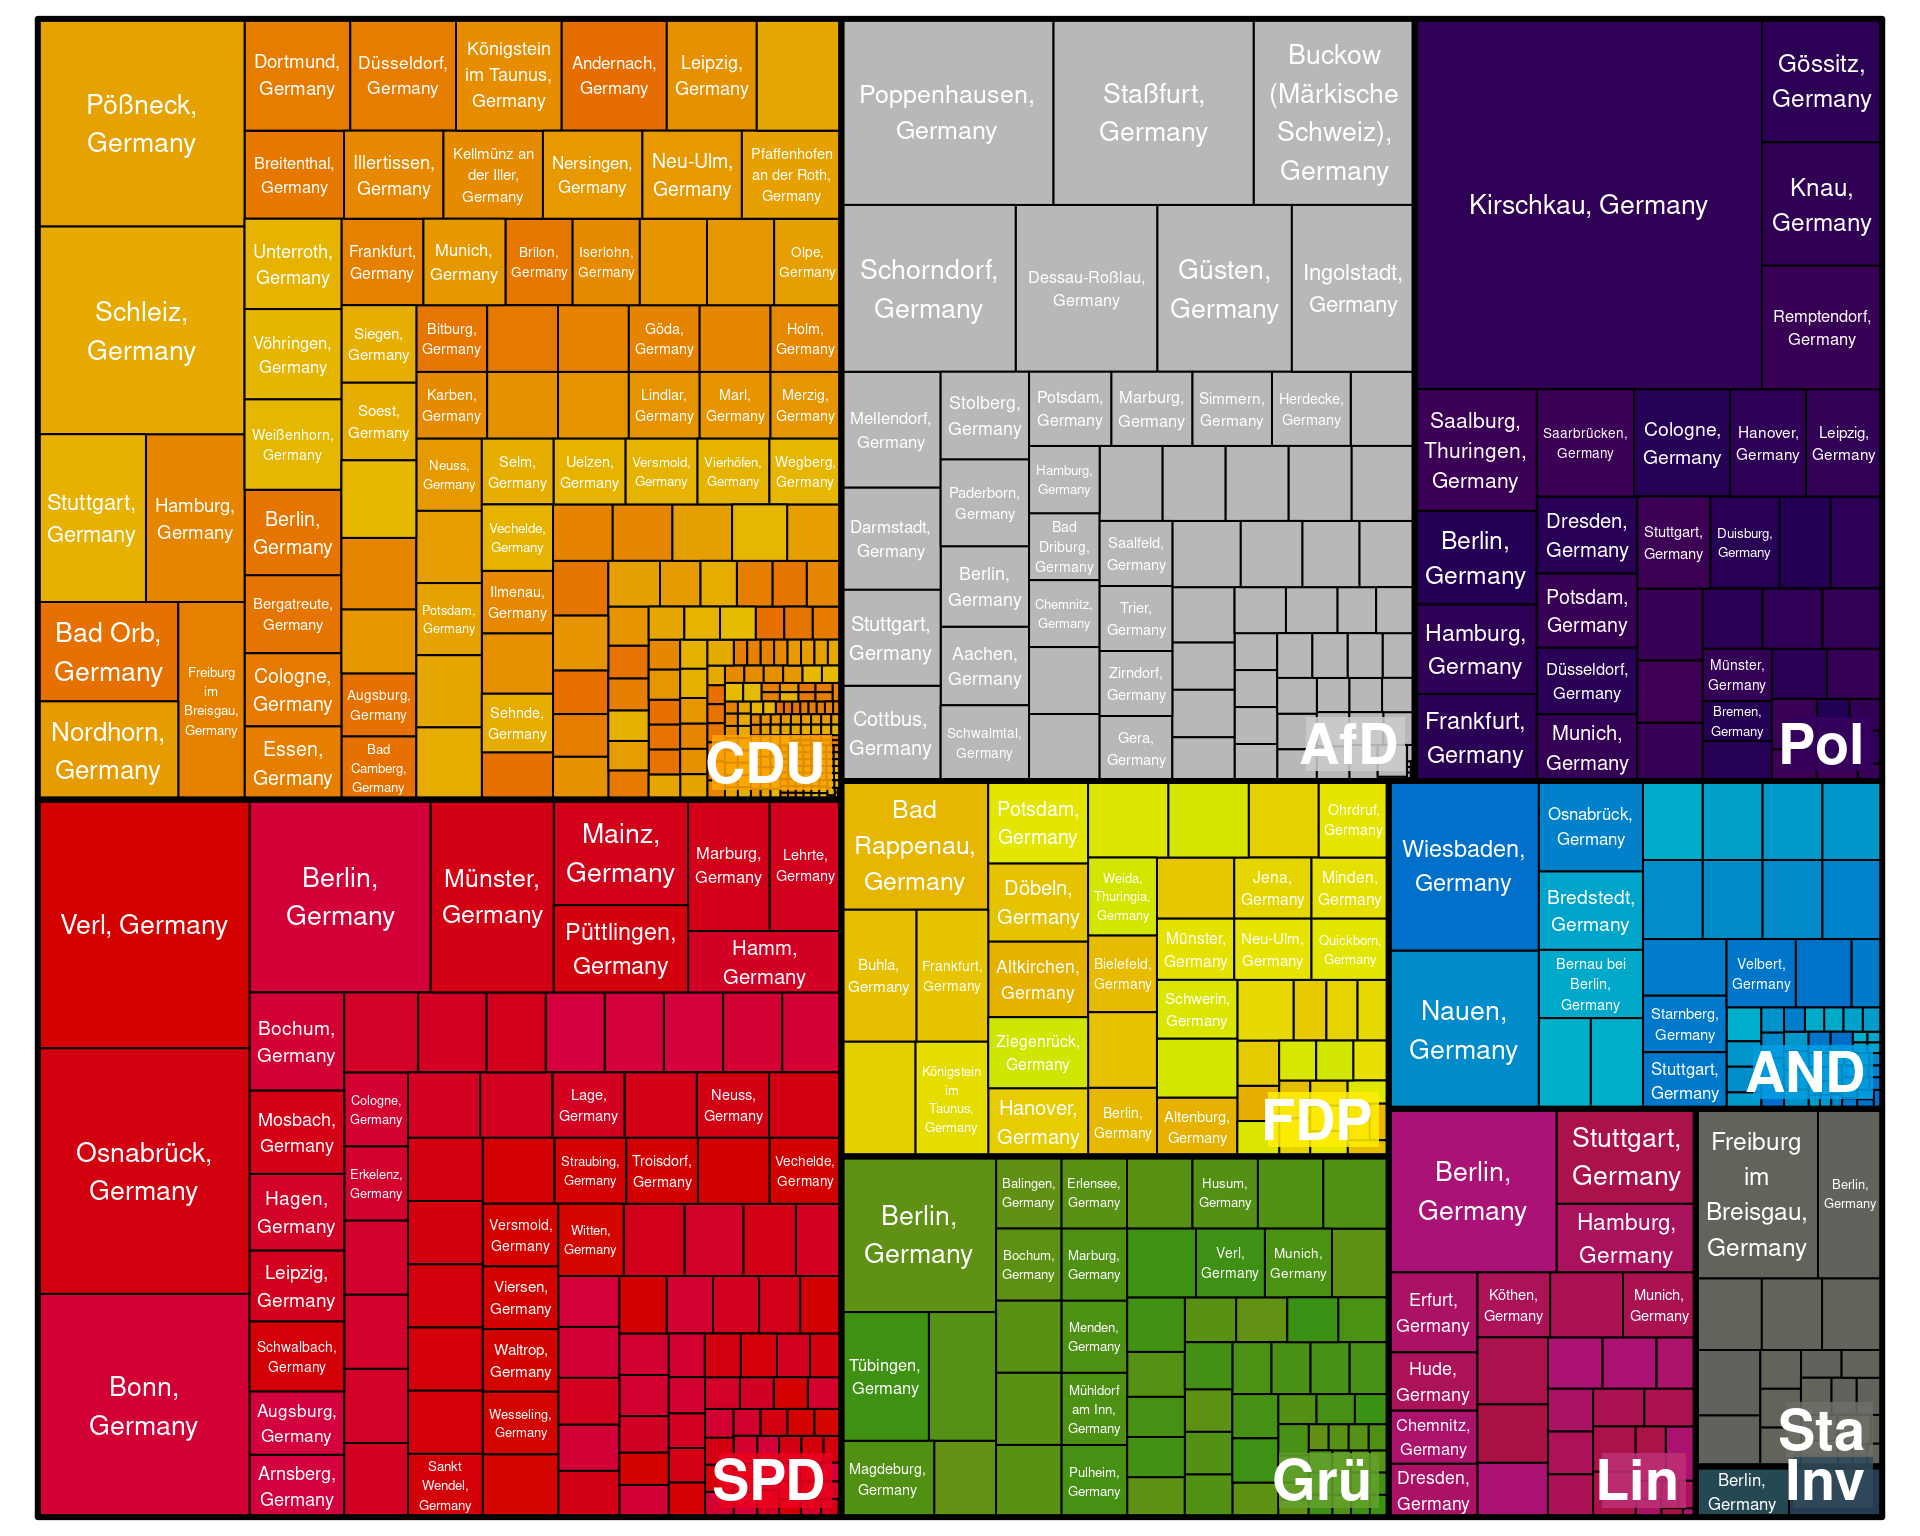 Pößneck,
Germany
Dortmund,
Germany
Düsseldorf,
Germany
Königstein
im Taunus,
Germany
Andernach,
Germany
Leipzig,
Germany
Breitenthal,
Germany
Illertissen,
Germany
Kellmünz an
der Iller,
Germany
Nersingen,
Germany
Neu-Ulm,
Germany
Pfaffenhofen
an der Roth,
Germany
Schleiz,
Germany
Unterroth,
Germany
Frankfurt,
Germany
Munich,
Germany
Brilon,
Germany
Iserlohn,
Germany
Olpe,
Germany
Vöhringen,
Germany
Siegen,
Germany
Bitburg,
Germany
Göda,
Germany
Holm,
Germany
Weißenhorn,
Germany
Soest,
Germany
Karben,
Germany
Lindlar,
Germany
Marl,
Germany
Merzig,
Germany
Stuttgart,
Germany
Hamburg,
Germany
Neuss,
Germany
Selm,
Germany
Uelzen,
Germany
Versmold,
Germany
Vierhöfen,
Germany
Wegberg,
Germany
Berlin,
Germany
Vechelde,
Germany
Bergatreute,
Germany
Potsdam,
Germany
Ilmenau,
Germany
Bad Orb,
Germany
Freiburg
im
Breisgau,
Germany
Cologne,
Germany
Augsburg,
Germany
Sehnde,
Germany
Nordhorn,
Germany
Essen,
Germany
Bad
Camberg,
Germany
CDU
Poppenhausen,
Germany
Staßfurt,
Germany
Buckow
(Märkische
Schweiz),
Germany
Schorndorf,
Germany
Dessau-Roßlau,
Germany
Güsten,
Germany
Ingolstadt,
Germany
Mellendorf,
Germany
Stolberg,
Germany
Potsdam,
Germany
Marburg,
Germany
Simmern,
Germany
Herdecke,
Germany
Darmstadt,
Germany
Paderborn,
Germany
Hamburg,
Germany
Bad
Driburg,
Germany
Saalfeld,
Germany
Stuttgart,
Germany
Berlin,
Germany
Chemnitz,
Germany
Trier,
Germany
Aachen,
Germany
Zirndorf,
Germany
Cottbus,
Germany
Schwalmtal,
Germany
Gera,
Germany
AfD
Kirschkau, Germany
Gössitz,
Germany
Knau,
Germany
Remptendorf,
Germany
Saalburg,
Thuringen,
Germany
Saarbrücken,
Germany
Cologne,
Germany
Hanover,
Germany
Leipzig,
Germany
Berlin,
Germany
Dresden,
Germany
Stuttgart,
Germany
Duisburg,
Germany
Potsdam,
Germany
Hamburg,
Germany
Düsseldorf,
Germany
Münster,
Germany
Frankfurt,
Germany
Munich,
Germany
Bremen,
Germany
Pol
Verl, Germany
Berlin,
Germany
Münster,
Germany
Mainz,
Germany
Marburg,
Germany
Lehrte,
Germany
Püttlingen,
Germany
Hamm,
Germany
Osnabrück,
Germany
Bochum,
Germany
Mosbach,
Germany
Cologne,
Germany
Lage,
Germany
Neuss,
Germany
Hagen,
Germany
Erkelenz,
Germany
Straubing,
Germany
Troisdorf,
Germany
Vechelde,
Germany
Leipzig,
Germany
Versmold,
Germany
Witten,
Germany
Bonn,
Germany
Schwalbach,
Germany
Viersen,
Germany
Waltrop,
Germany
Augsburg,
Germany
Wesseling,
Germany
Arnsberg,
Germany
Sankt
Wendel,
Germany
SPD
Bad
Rappenau,
Germany
Potsdam,
Germany
Ohrdruf,
Germany
Döbeln,
Germany
Weida,
Thuringia,
Germany
Jena,
Germany
Minden,
Germany
Buhla,
Germany
Frankfurt,
Germany
Altkirchen,
Germany
Bielefeld,
Germany
Münster,
Germany
Neu-Ulm,
Germany
Quickborn,
Germany
Schwerin,
Germany
Königstein
im
Taunus,
Germany
Ziegenrück,
Germany
Hanover,
Germany
Berlin,
Germany
Altenburg,
Germany
FDP
Wiesbaden,
Germany
Osnabrück,
Germany
Bredstedt,
Germany
Nauen,
Germany
Bernau bei
Berlin,
Germany
Velbert,
Germany
Starnberg,
Germany
Stuttgart,
Germany
AND
Berlin,
Germany
Balingen,
Germany
Erlensee,
Germany
Husum,
Germany
Bochum,
Germany
Marburg,
Germany
Verl,
Germany
Munich,
Germany
Tübingen,
Germany
Menden,
Germany
Mühldorf
am Inn,
Germany
Magdeburg,
Germany
Pulheim,
Germany
Grü
Berlin,
Germany
Stuttgart,
Germany
Hamburg,
Germany
Erfurt,
Germany
Köthen,
Germany
Munich,
Germany
Hude,
Germany
Chemnitz,
Germany
Dresden,
Germany
Lin
Freiburg
im
Breisgau,
Germany
Berlin,
Germany
Sta
Berlin,
Germany
Inv